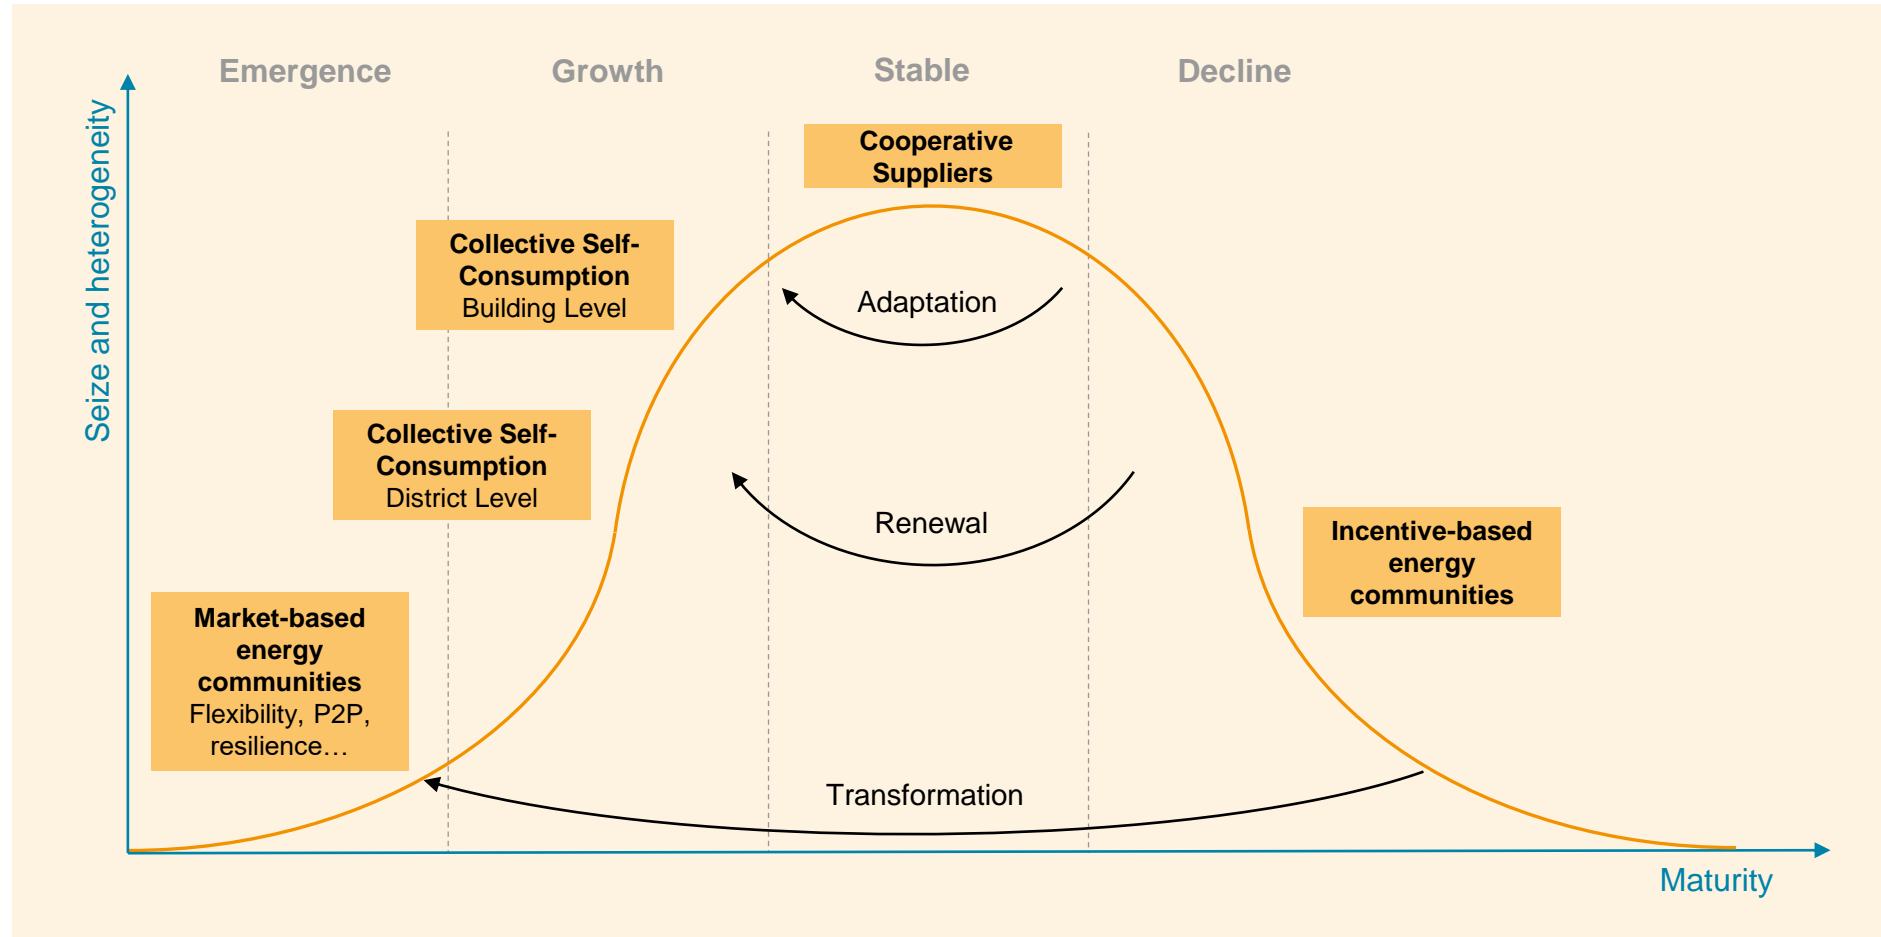 Emergence
Growth
Stable
Decline
Seize and heterogeneity
Cooperative
Suppliers
Collective Self-
Consumption
Building Level
Adaptation
Collective Self-
Consumption
District Level
Renewal
Incentive-based
energy
communities
Market-based
energy
communities
Flexibility, P2P,
resilience…
Transformation
Maturity